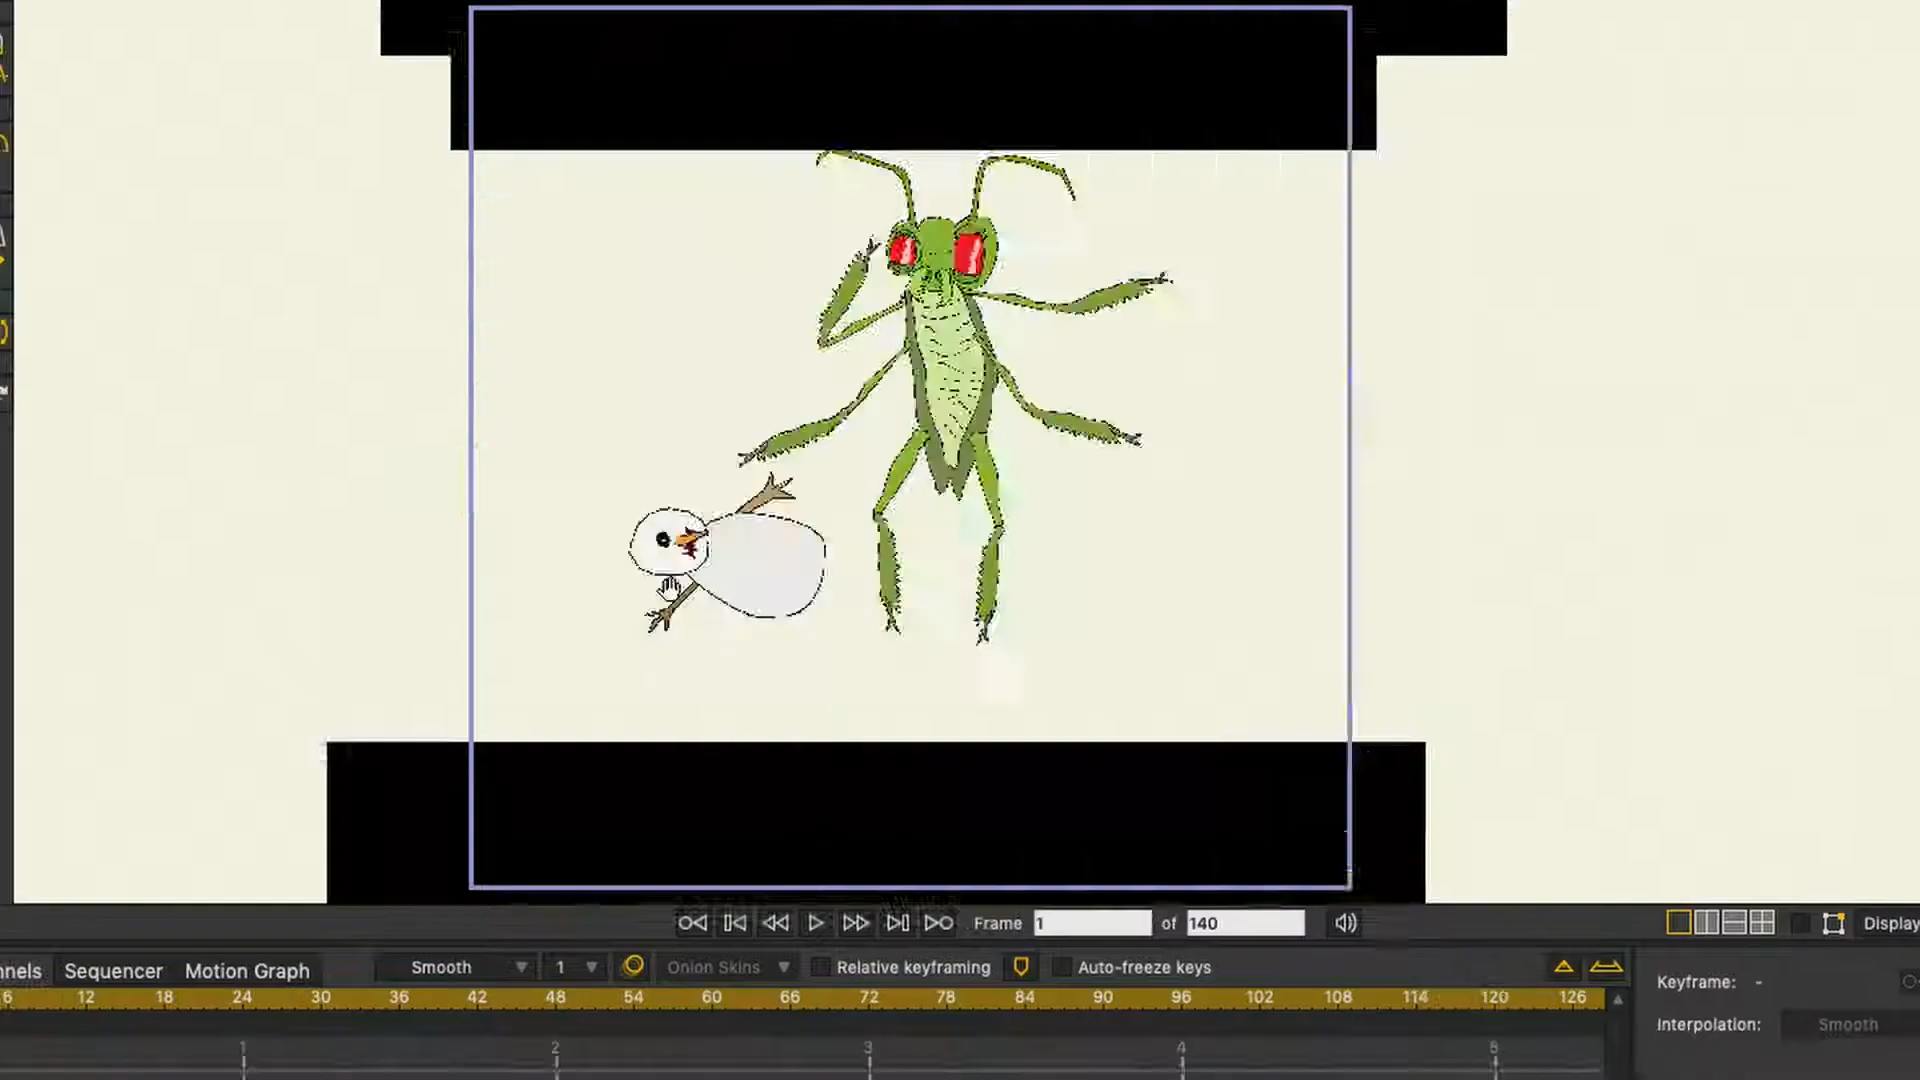 Frame 1 of 140
Display
nnels Sequencer Motion Graph Smooth 1 Onion Skins Relative keyframing Auto-freeze keys
6 12 18 24 30 36 42 48 54 60 66 72 78 84 90 96 102 108 114 120 126
Keyframe: -
Interpolation: Smooth
1 2 3 4 5